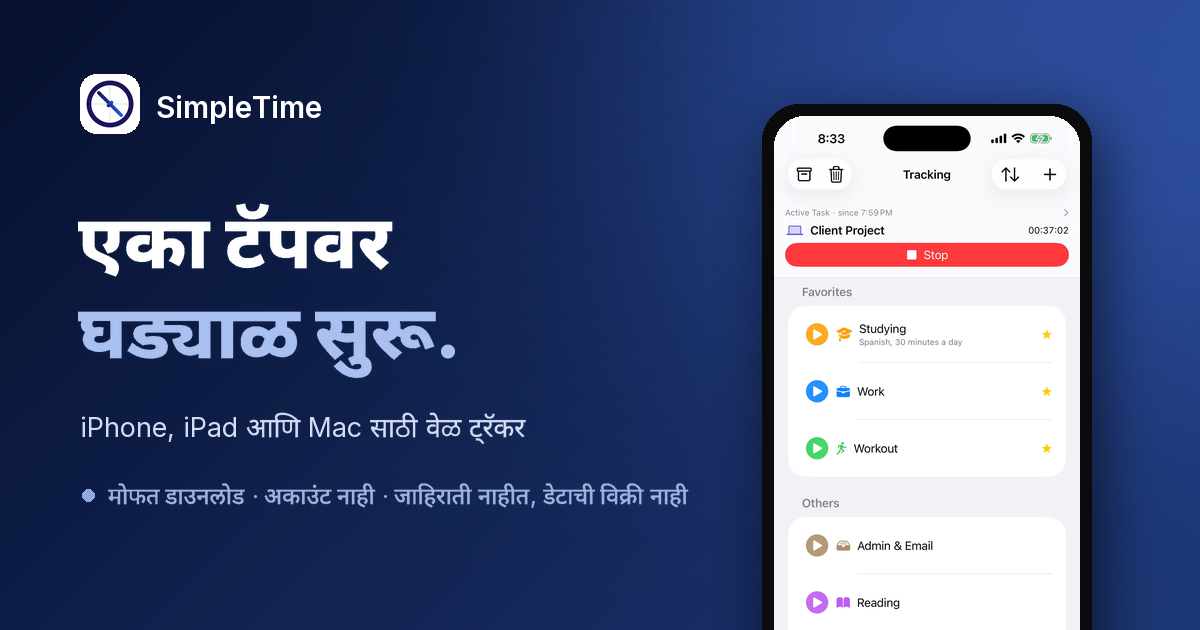 SimpleTime
एका टॅपवर
घड्याळ सुरू.
iPhone, iPad आणि Mac साठी वेळ ट्रॅकर
मोफत डाउनलोड · अकाउंट नाही · जाहिराती नाहीत, डेटाची विक्री नाही
8:33
Tracking
Active Task · since 7:59 PM
Client Project 00:37:02
Stop
Favorites
Studying
Spanish, 30 minutes a day
Work
Workout
Others
Admin & Email
Reading